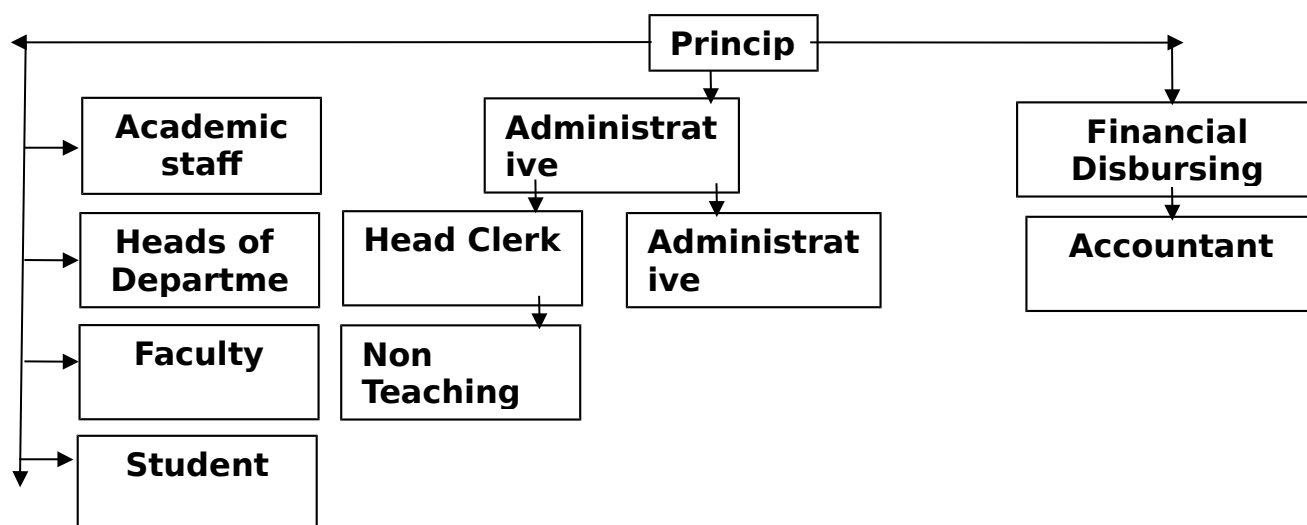 Princip
Academic
staff
Administrat
ive
Financial
Disbursing
Heads of
Departme
Head Clerk
Administrat
ive
Accountant
Faculty
Non
Teaching
Student